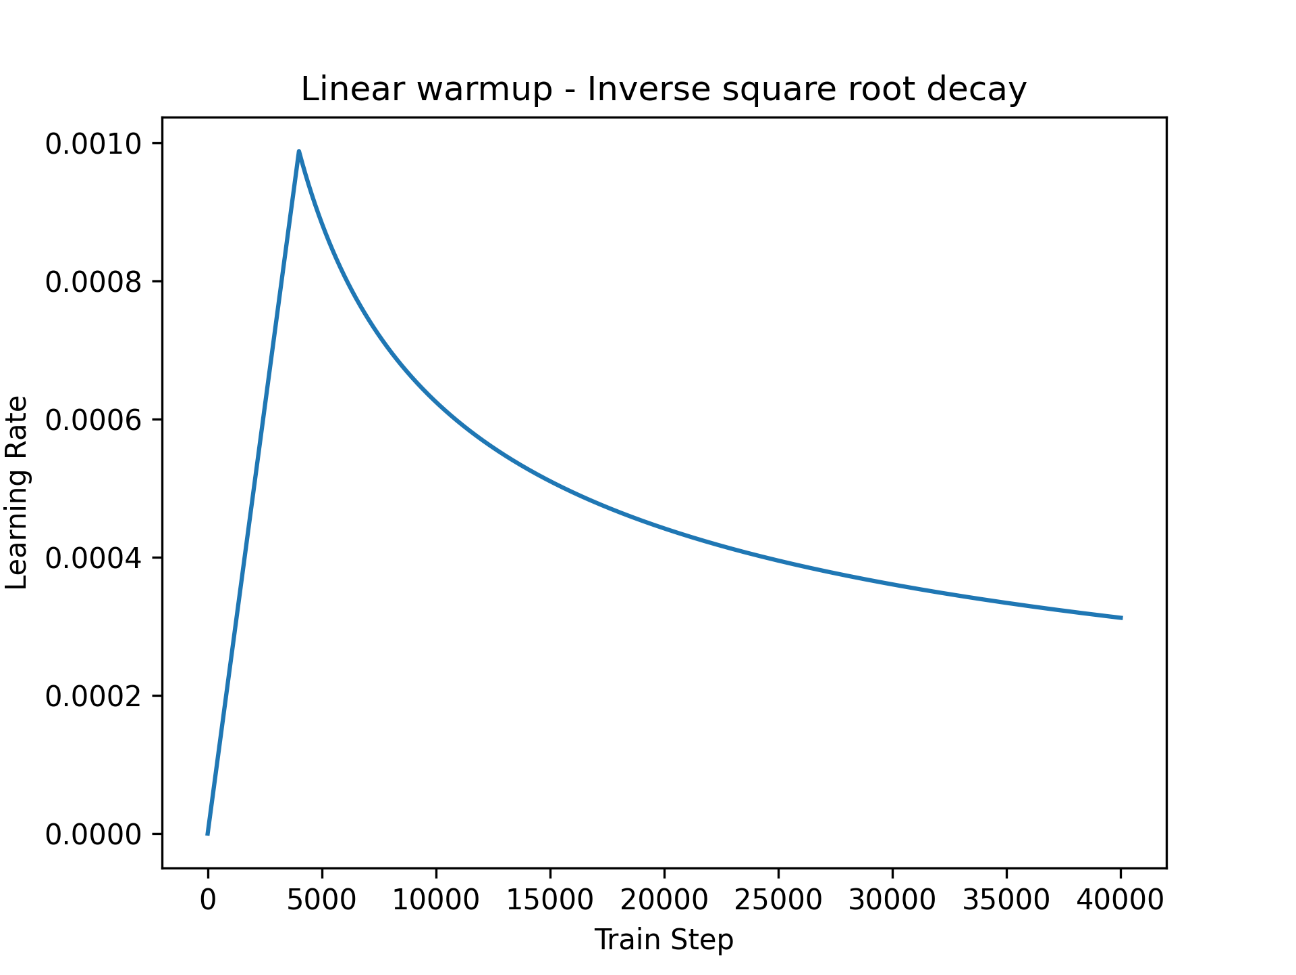 Linear warmup - Inverse square root decay
0.0010
0.0008
0.0006
0.0004
0.0002
0.0000
Learning Rate
0 5000 10000 15000 20000 25000 30000 35000 40000
Train Step